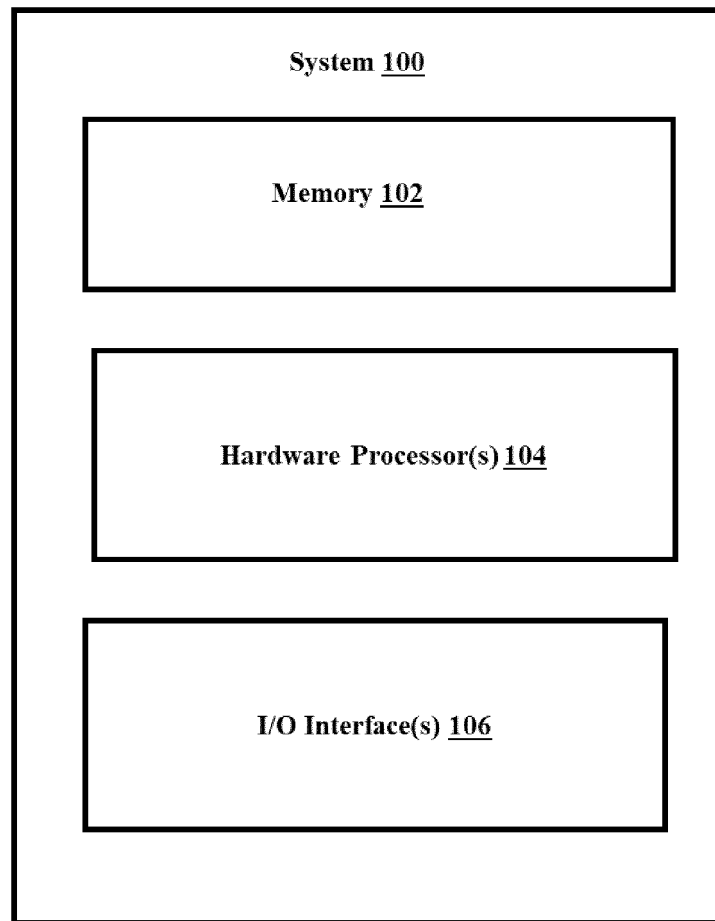 System 100
Memory 102
Hardware Processor(s) 104
I/O Interface(s) 106